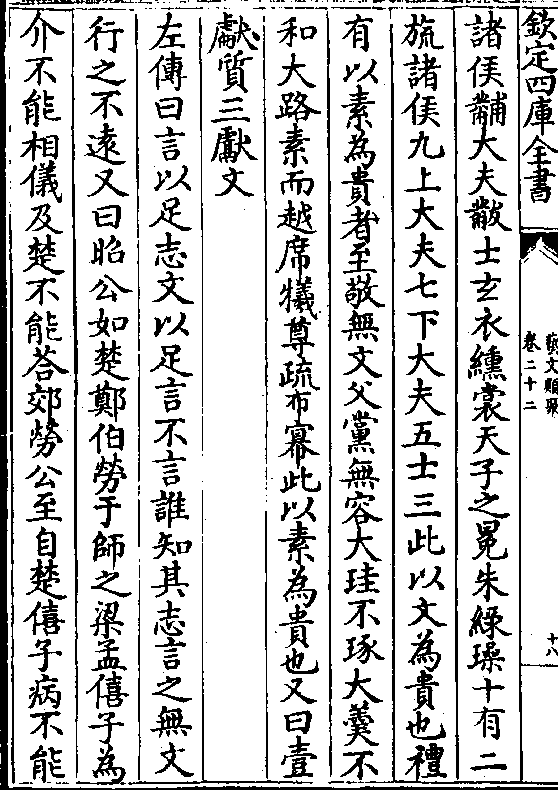 欽定四庫全書
藝文類聚
卷二十二
十八
諸侯黼大夫黻士玄衣纁裳天子之冕朱綠璪十有二
旒諸侯九上大夫七下大夫五士三此以文為貴也禮
有以素為貴者至敬無文父黨無容大珪不琢大羹不
和大路素而越席犧尊疏布幂此以素為貴也又曰壹
獻質三獻文
左傳曰言以足志文以足言不言誰知其志言之無文
行之不遠又曰昭公如楚鄭伯勞于師之梁孟僖子為
介不能相儀及楚不能荅郊勞公至自楚僖子病不能